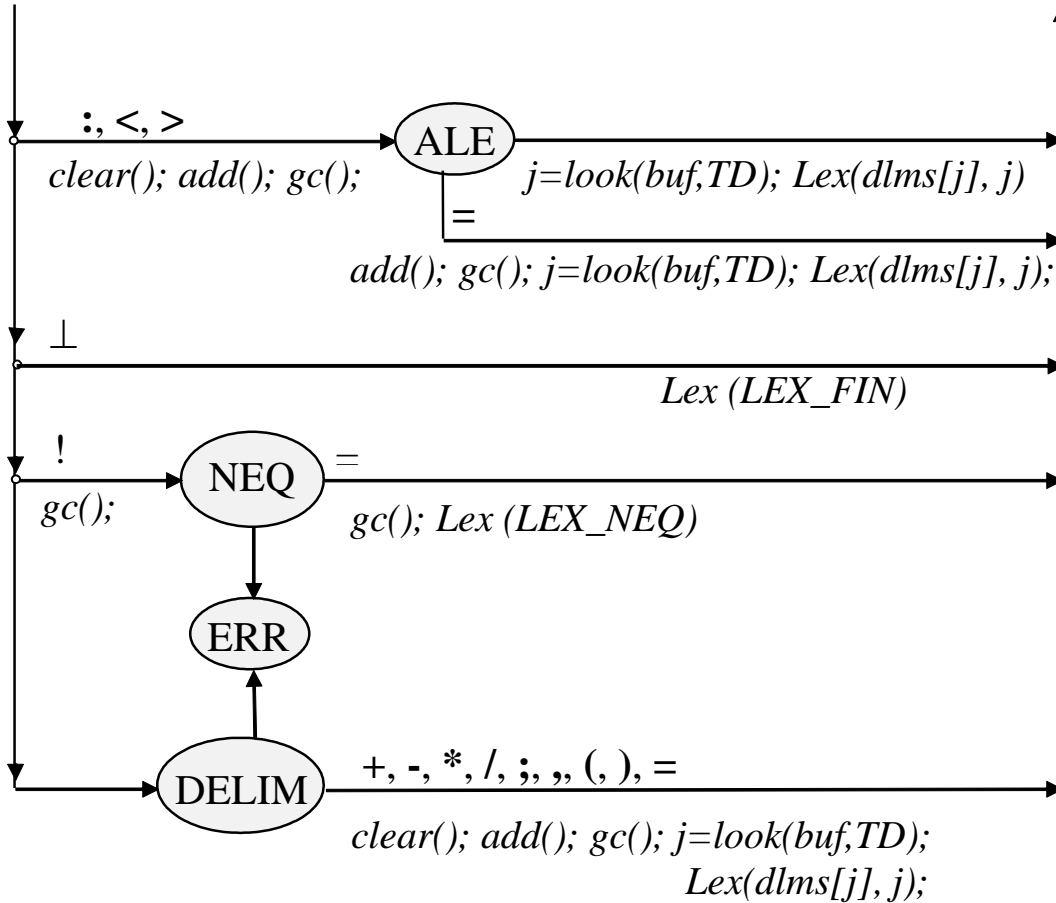 :, <, >
ALE
clear(); add(); gc();
j=look(buf,TD); Lex(dlms[j], j)
=
add(); gc(); j=look(buf,TD); Lex(dlms[j], j);
⊥
Lex (LEX_FIN)
!
NEQ
=
gc();
gc(); Lex (LEX_NEQ)
ERR
DELIM
+, -, *, /, ;, ,, (, ), =
clear(); add(); gc(); j=look(buf,TD);
Lex(dlms[j], j);